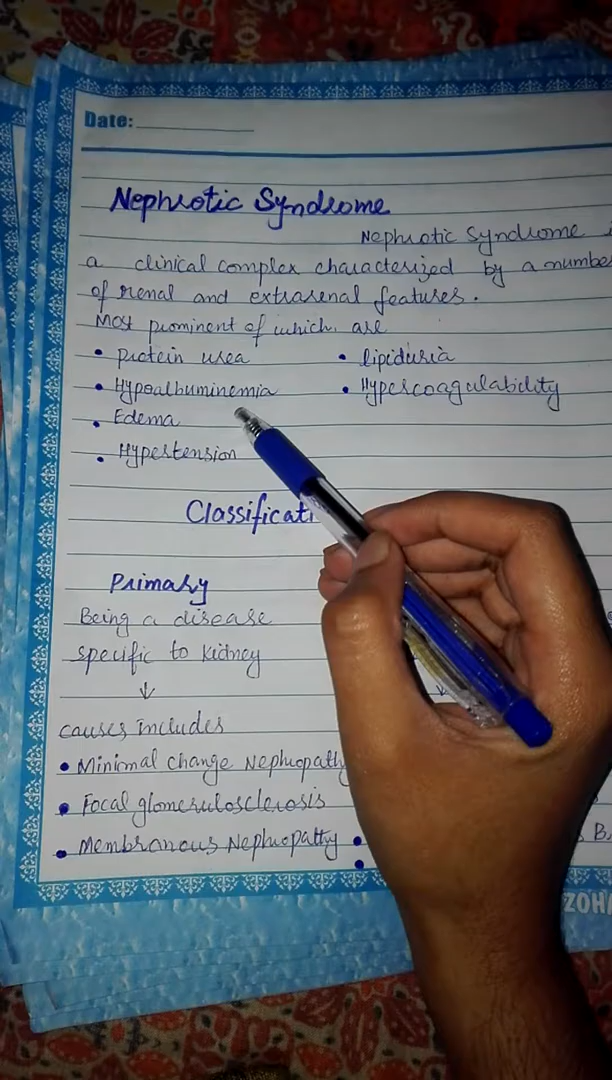 Date:
Nephrotic Syndrome
Nephrotic Syndrome
a clinical complex characterized by a number
of renal and extrarenal features.
Most prominent of which are
• protein urea • lipiduria
• Hypoalbuminemia • Hypercoagulability
• Edema
• Hypertension
Classificati
Primary
Being a disease
specific to kidney
↓ ↓
causes includes
• Minimal change Nephropathy
• Focal glomerulosclerosis
• Membranous Nephropathy •
B.
ZOHA